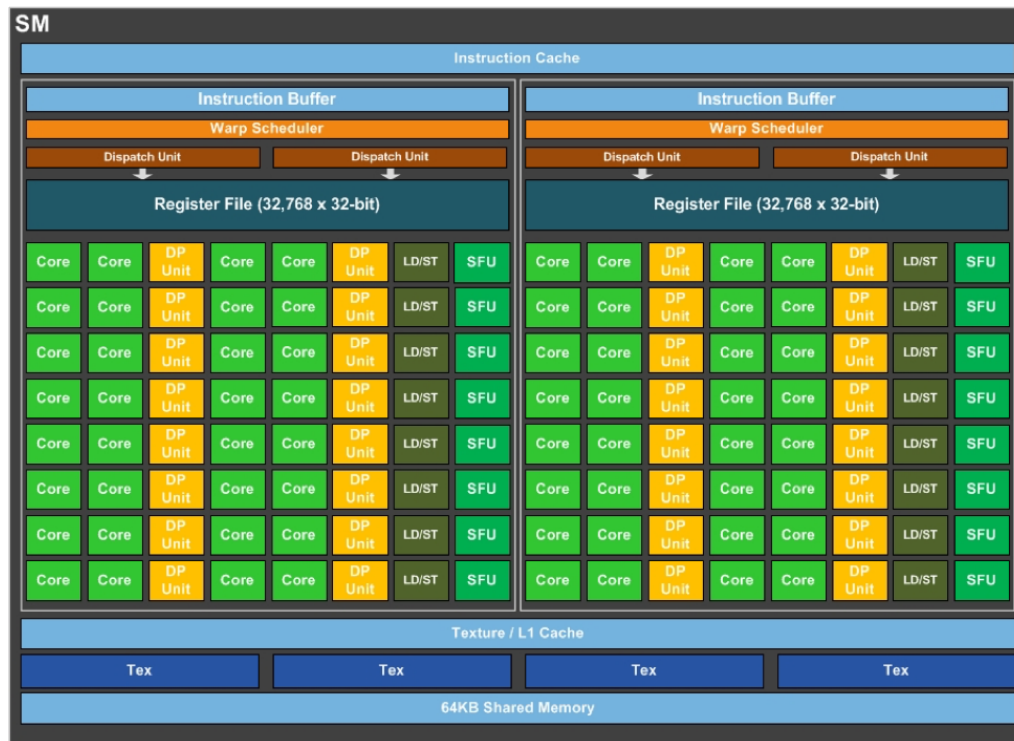 SM
Instruction Cache
Instruction Buffer Instruction Buffer
Warp Scheduler Warp Scheduler
Dispatch Unit Dispatch Unit Dispatch Unit Dispatch Unit
Register File (32,768 x 32-bit) Register File (32,768 x 32-bit)
Core Core DP Unit Core Core DP Unit LD/ST SFU Core Core DP Unit Core Core DP Unit LD/ST SFU
Core Core DP Unit Core Core DP Unit LD/ST SFU Core Core DP Unit Core Core DP Unit LD/ST SFU
Core Core DP Unit Core Core DP Unit LD/ST SFU Core Core DP Unit Core Core DP Unit LD/ST SFU
Core Core DP Unit Core Core DP Unit LD/ST SFU Core Core DP Unit Core Core DP Unit LD/ST SFU
Core Core DP Unit Core Core DP Unit LD/ST SFU Core Core DP Unit Core Core DP Unit LD/ST SFU
Core Core DP Unit Core Core DP Unit LD/ST SFU Core Core DP Unit Core Core DP Unit LD/ST SFU
Core Core DP Unit Core Core DP Unit LD/ST SFU Core Core DP Unit Core Core DP Unit LD/ST SFU
Core Core DP Unit Core Core DP Unit LD/ST SFU Core Core DP Unit Core Core DP Unit LD/ST SFU
Texture / L1 Cache
Tex Tex Tex Tex
64KB Shared Memory